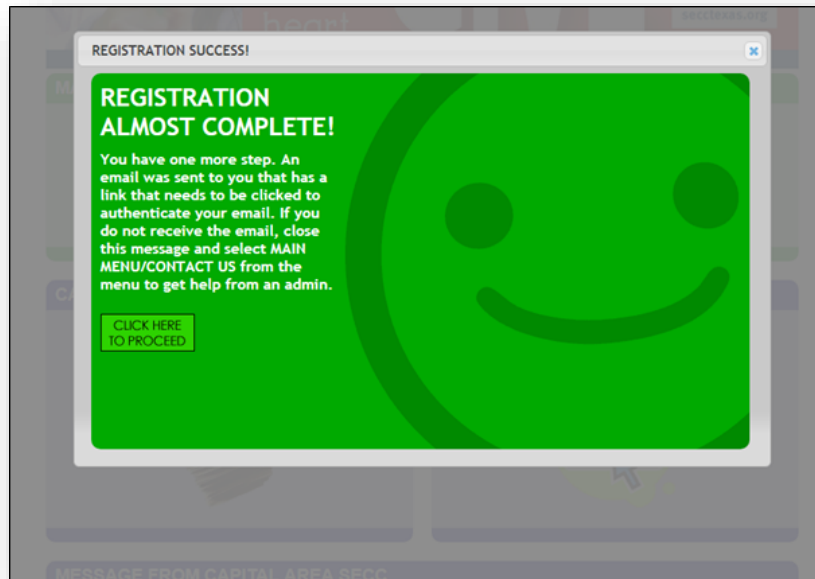 heart
REGISTRATION SUCCESS!
REGISTRATION
ALMOST COMPLETE!
You have one more step. An
email was sent to you that has a
link that needs to be clicked to
authenticate your email. If you
do not receive the email, close
this message and select MAIN
MENU/CONTACT US from the
menu to get help from an admin.
CLICK HERE
TO PROCEED
MESSAGE FROM CAPITAL AREA SECC